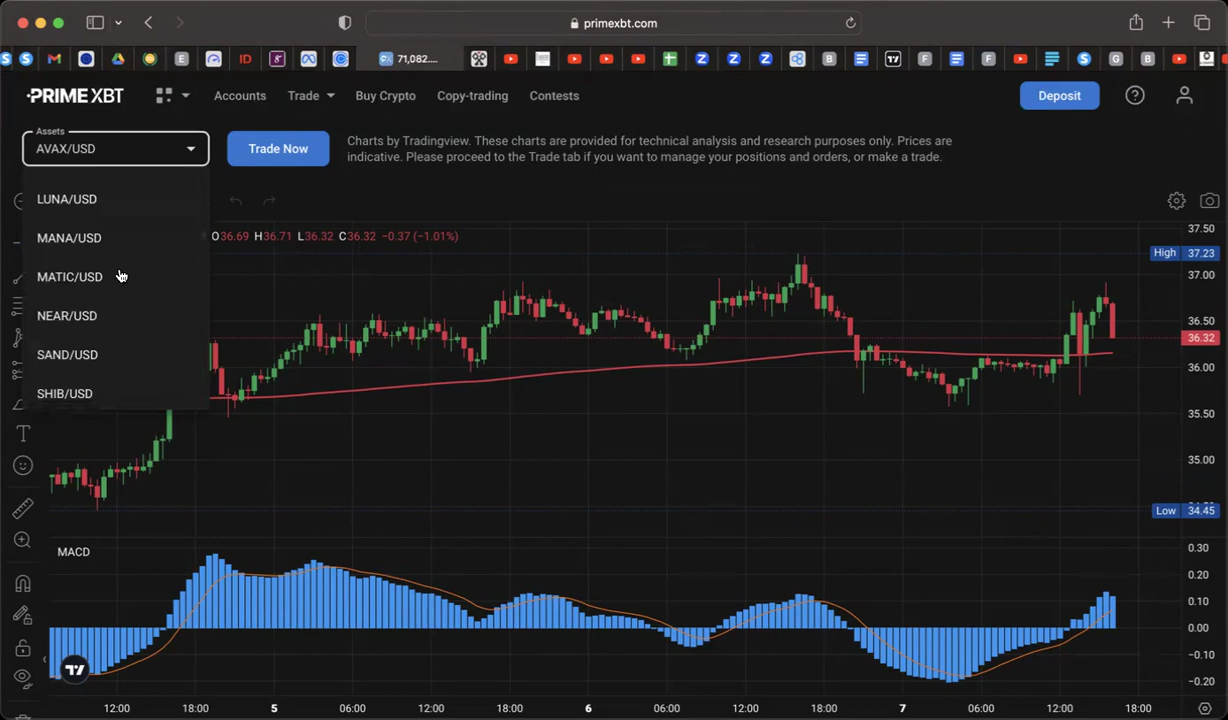 primexbt.com
ID
71,082....
PRIME XBT
Accounts
Trade
Buy Crypto
Copy-trading
Contests
Deposit
Assets
AVAX/USD
Trade Now
Charts by Tradingview. These charts are provided for technical analysis and research purposes only. Prices are
indicative. Please proceed to the Trade tab if you want to manage your positions and orders, or make a trade.
LUNA/USD
MANA/USD
MATIC/USD
NEAR/USD
SAND/USD
SHIB/USD
O36.69 H36.71 L36.32 C36.32 −0.37 (−1.01%)
37.50
High 37.23
37.00
36.50
36.32
36.00
35.50
35.00
Low 34.45
MACD
0.30
0.20
0.10
0.00
−0.10
−0.20
12:00 18:00 5 06:00 12:00 18:00 6 06:00 12:00 18:00 7 06:00 12:00 18:00